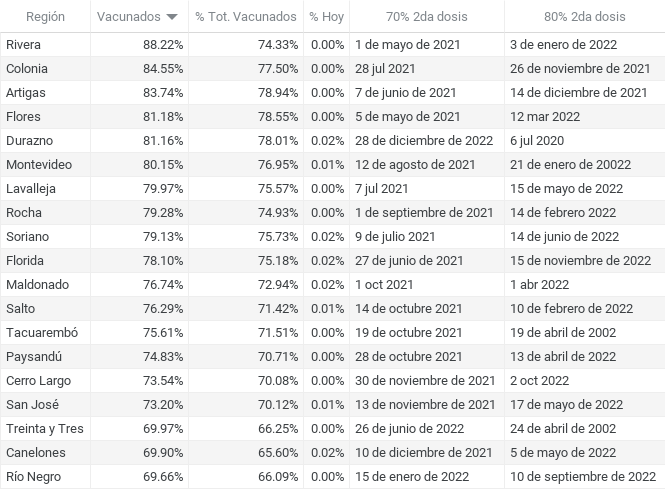 Región Vacunados % Tot. Vacunados % Hoy 70% 2da dosis 80% 2da dosis
Rivera 88.22% 74.33% 0.00% 1 de mayo de 2021 3 de enero de 2022
Colonia 84.55% 77.50% 0.00% 28 jul 2021 26 de noviembre de 2021
Artigas 83.74% 78.94% 0.00% 7 de junio de 2021 14 de diciembre de 2021
Flores 81.18% 78.55% 0.00% 5 de mayo de 2021 12 mar 2022
Durazno 81.16% 78.01% 0.02% 28 de diciembre de 2022 6 jul 2020
Montevideo 80.15% 76.95% 0.01% 12 de agosto de 2021 21 de enero de 20022
Lavalleja 79.97% 75.57% 0.00% 7 jul 2021 15 de mayo de 2022
Rocha 79.28% 74.93% 0.00% 1 de septiembre de 2021 14 de febrero 2022
Soriano 79.13% 75.73% 0.02% 9 de julio 2021 14 de junio de 2022
Florida 78.10% 75.18% 0.02% 27 de junio de 2021 15 de noviembre de 2022
Maldonado 76.74% 72.94% 0.02% 1 oct 2021 1 abr 2022
Salto 76.29% 71.42% 0.01% 14 de octubre 2021 10 de febrero de 2022
Tacuarembó 75.61% 71.51% 0.00% 19 de octubre 2021 19 de abril de 2002
Paysandú 74.83% 70.71% 0.00% 28 de octubre 2021 13 de abril de 2022
Cerro Largo 73.54% 70.08% 0.00% 30 de noviembre de 2021 2 oct 2022
San José 73.20% 70.12% 0.01% 13 de noviembre de 2021 17 de mayo de 2022
Treinta y Tres 69.97% 66.25% 0.00% 26 de junio de 2022 24 de abril de 2002
Canelones 69.90% 65.60% 0.02% 10 de diciembre de 2021 5 de mayo de 2022
Río Negro 69.66% 66.09% 0.00% 15 de enero de 2022 10 de septiembre de 2022